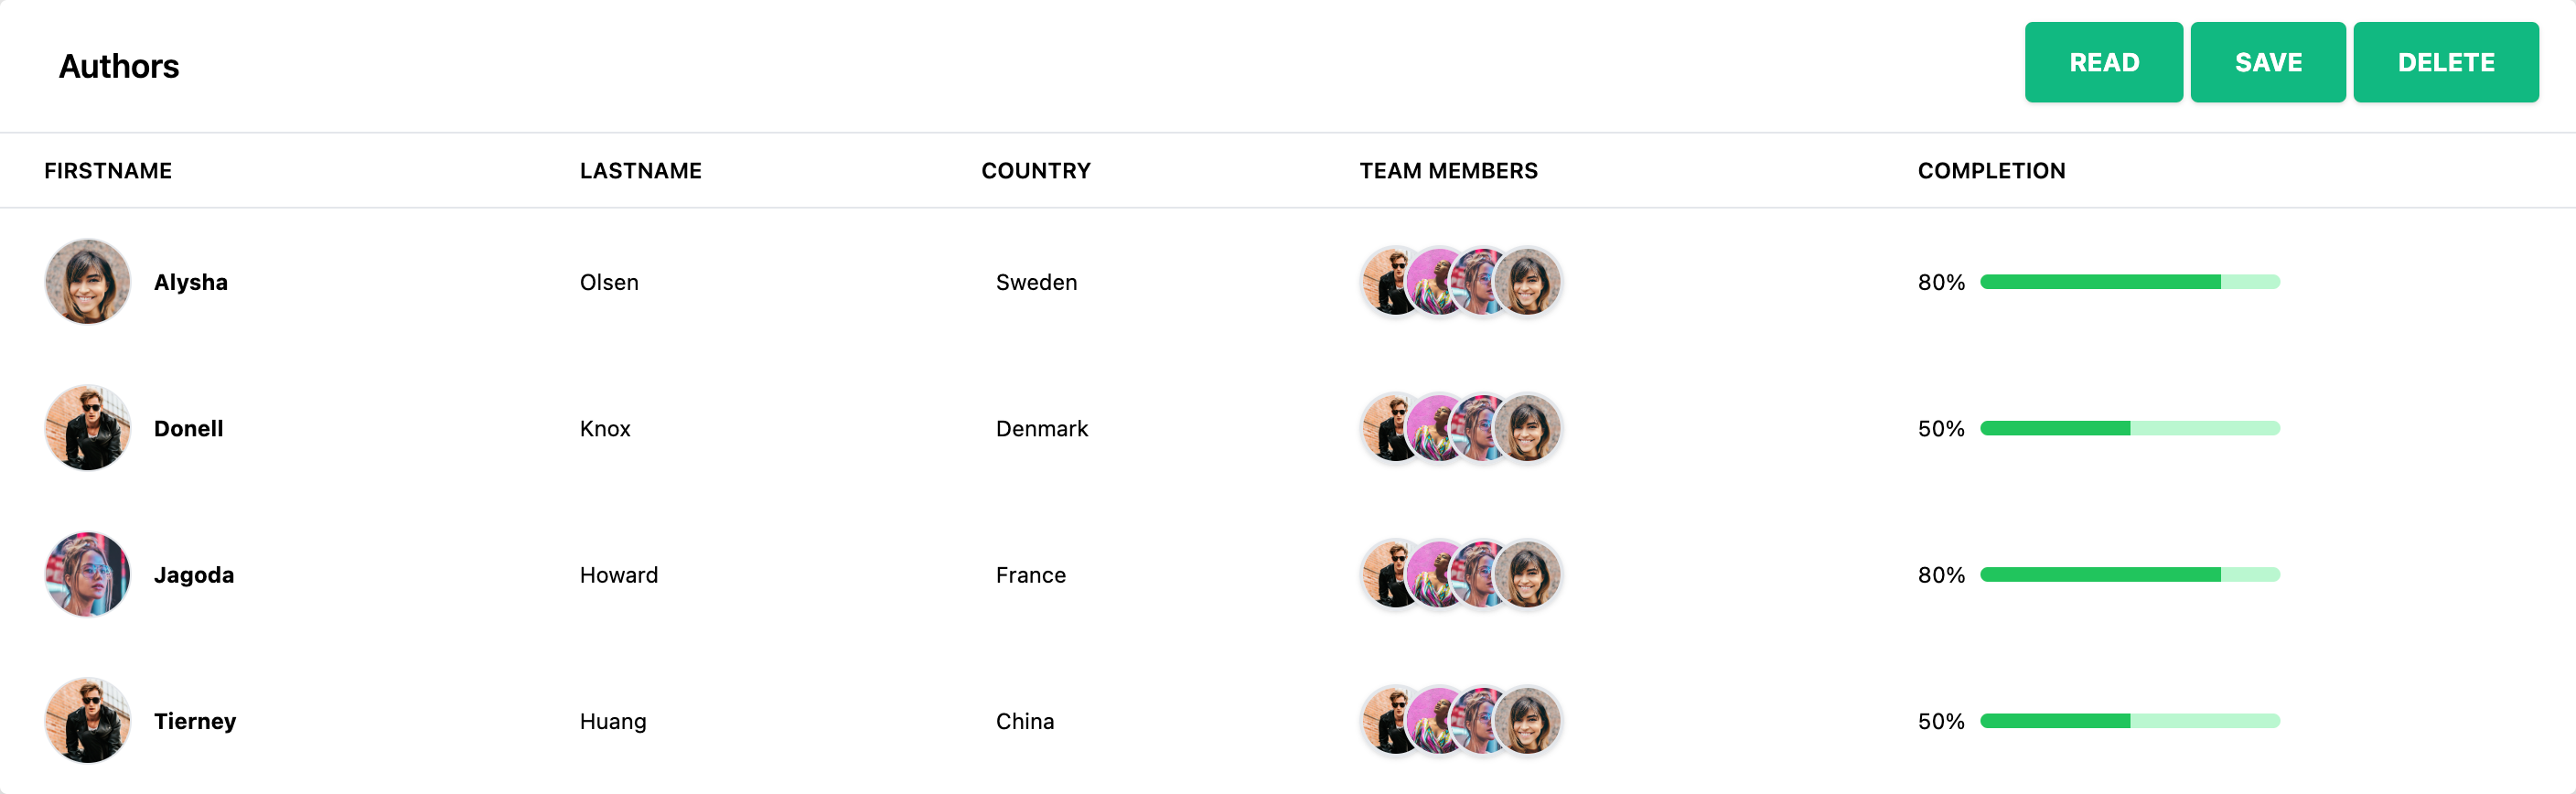 Authors READ SAVE DELETE
FIRSTNAME LASTNAME COUNTRY TEAM MEMBERS COMPLETION
Alysha Olsen Sweden 80%
Donell Knox Denmark 50%
Jagoda Howard France 80%
Tierney Huang China 50%